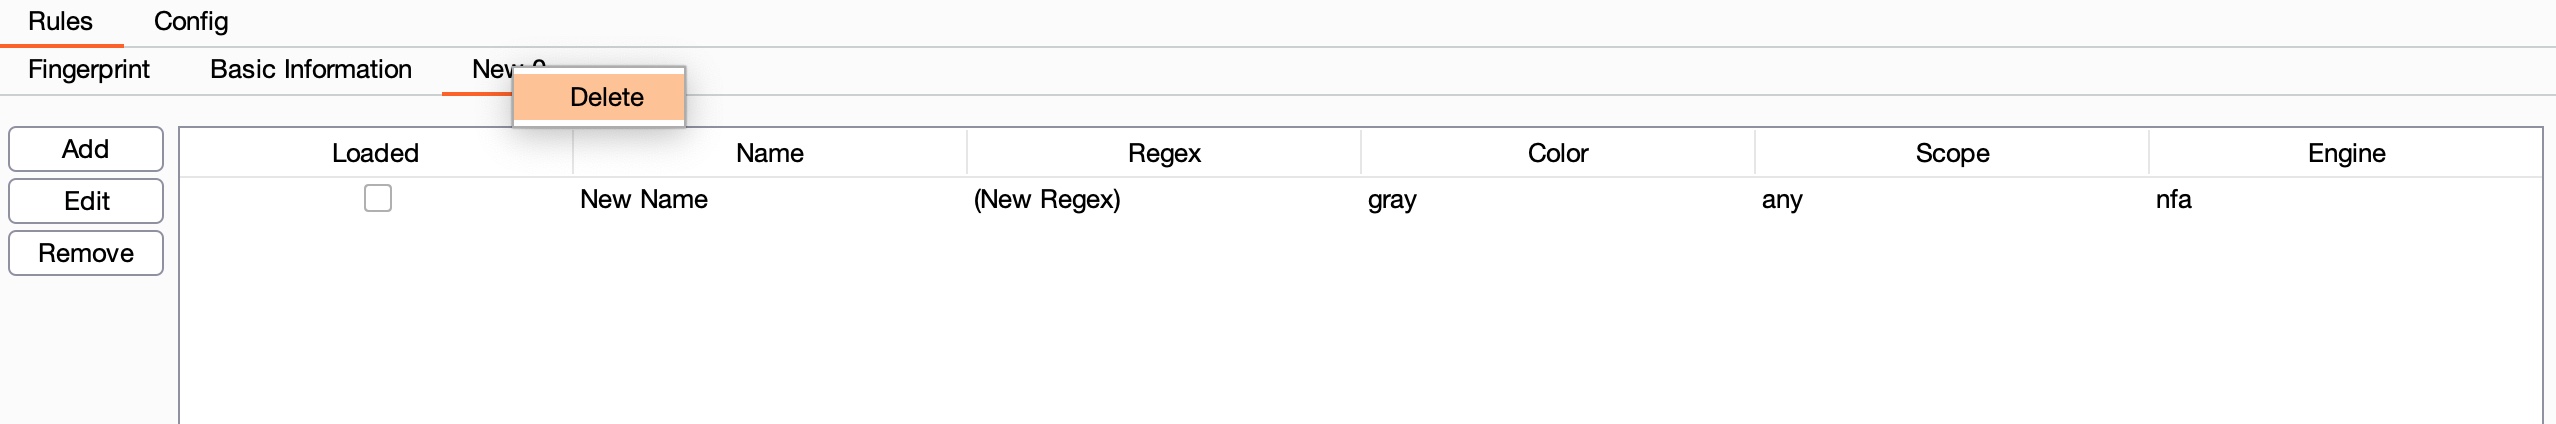 Rules Config
Fingerprint Basic Information New
Delete
Add
Edit
Remove
Loaded Name Regex Color Scope Engine
New Name (New Regex) gray any nfa